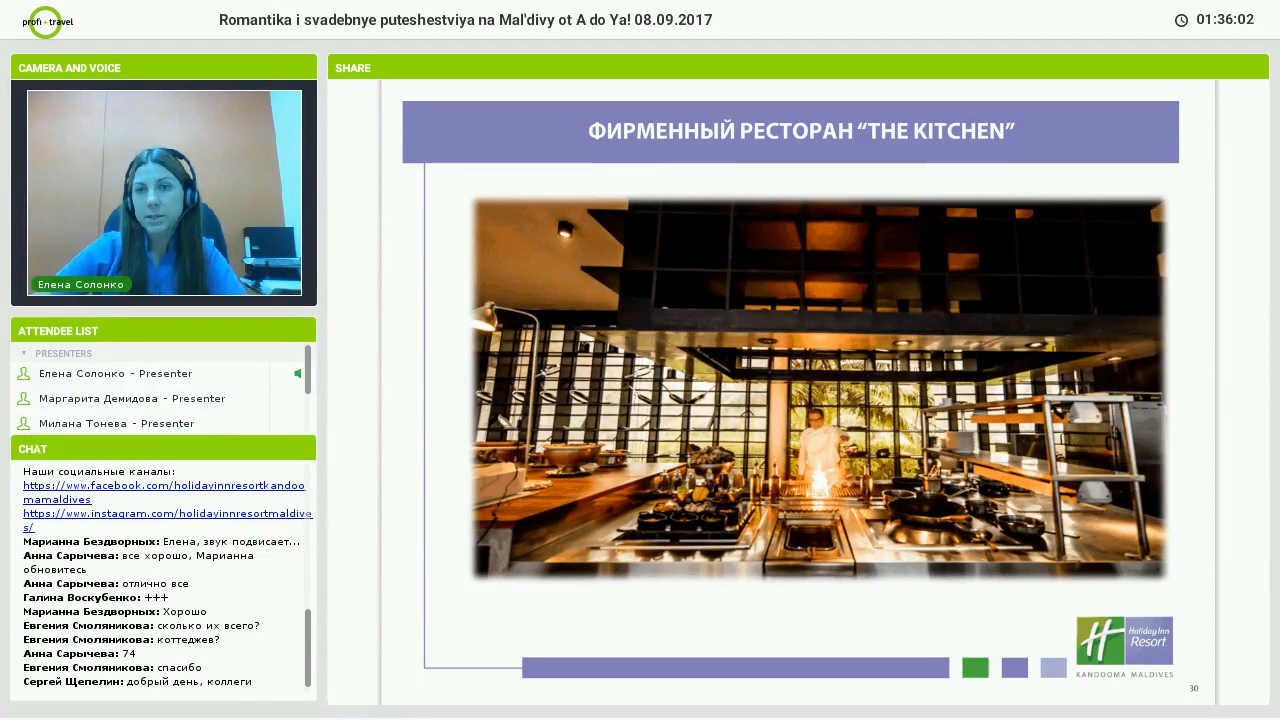 profi travel
Romantika i svadebnye puteshestviya na Mal'divy ot A do Ya! 08.09.2017
01:36:02
CAMERA AND VOICE
Елена Солонко
ATTENDEE LIST
PRESENTERS
Елена Солонко - Presenter
Маргарита Демидова - Presenter
Милана Тонева - Presenter
CHAT
Наши социальные каналы:
https://www.facebook.com/holidayinnresortkandoo
mamaldives
https://www.instagram.com/holidayinnresortmaldive
s/
Марианна Бездворных: Елена, звук подвисает...
Анна Сарычева: все хорошо, Марианна
обновитесь
Анна Сарычева: отлично все
Галина Воскубенко: +++
Марианна Бездворных: Хорошо
Евгения Смоляникова: сколько их всего?
Евгения Смоляникова: коттеджев?
Анна Сарычева: 74
Евгения Смоляникова: спасибо
Сергей Щепелин: добрый день, коллеги
SHARE
ФИРМЕННЫЙ РЕСТОРАН “THE KITCHEN”
H
Holiday Inn
Resort
KANDOOMA MALDIVES
30